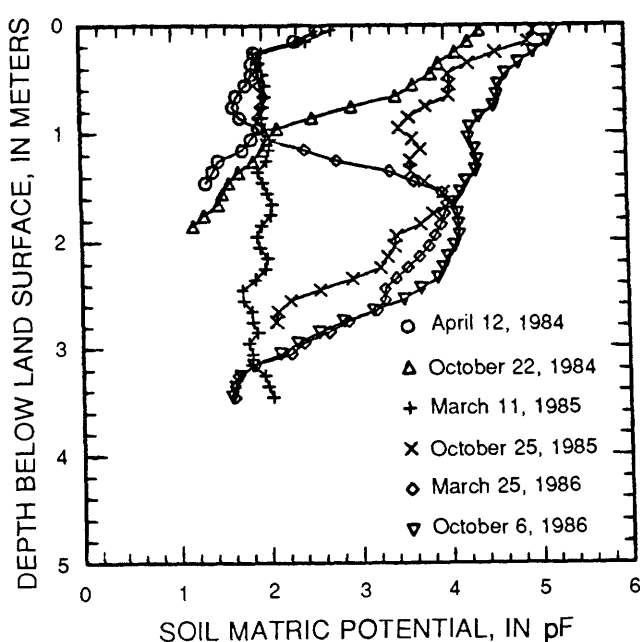 DEPTH BELOW LAND SURFACE, IN METERS
0
1
2
3
4
5
April 12, 1984
October 22, 1984
March 11, 1985
October 25, 1985
March 25, 1986
October 6, 1986
0 1 2 3 4 5 6
SOIL MATRIC POTENTIAL, IN pF